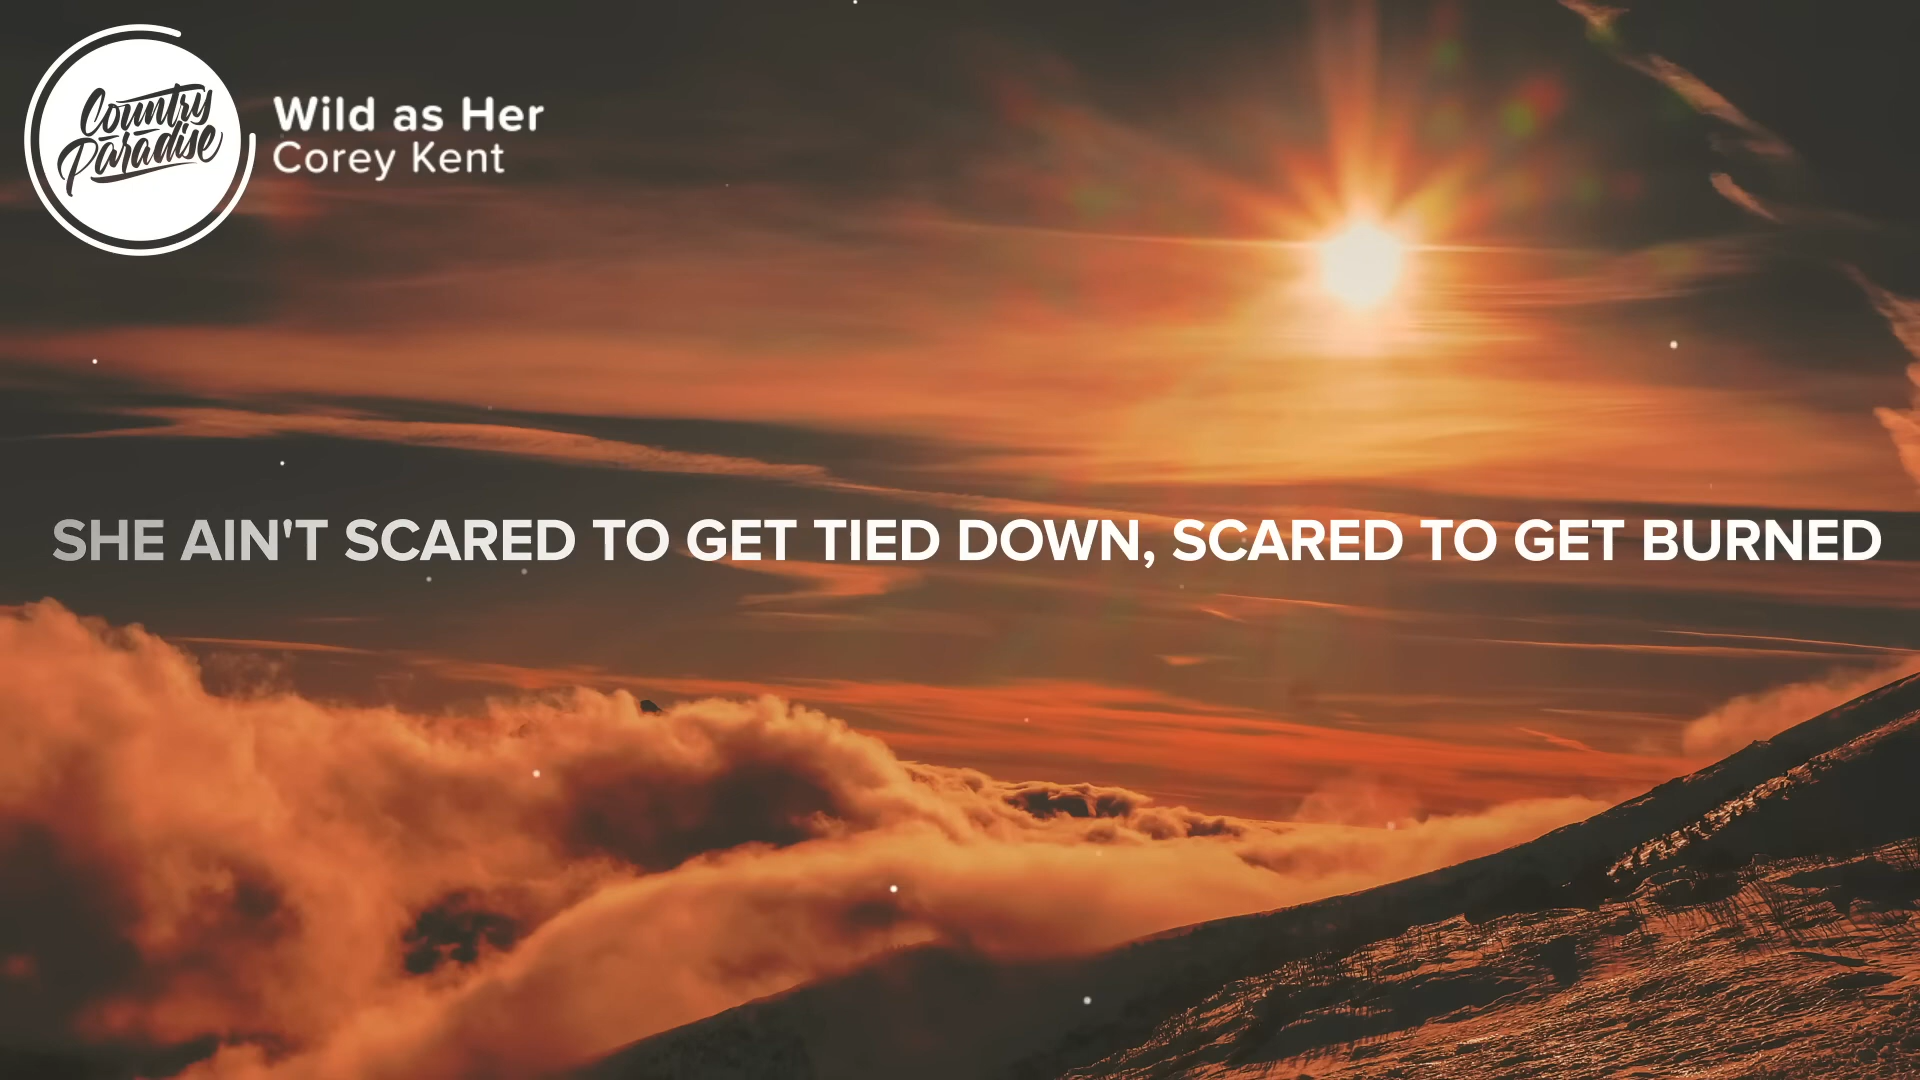 Country
Paradise
Wild as Her
Corey Kent
SHE AIN'T SCARED TO GET TIED DOWN, SCARED TO GET BURNED